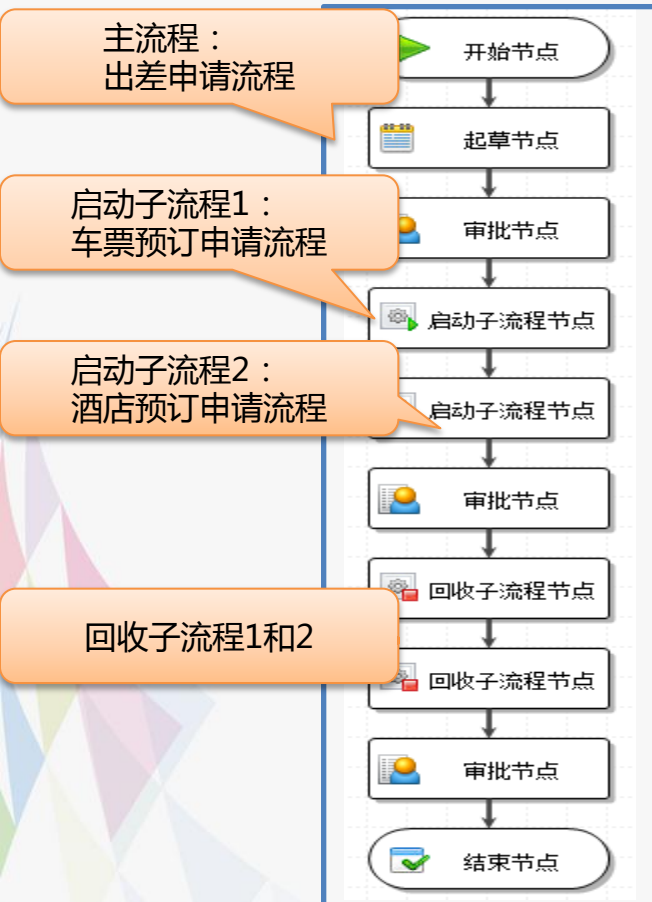 主流程：
出差申请流程
开始节点
起草节点
启动子流程1：
车票预订申请流程
审批节点
启动子流程节点
启动子流程2：
酒店预订申请流程
启动子流程节点
审批节点
回收子流程节点
回收子流程1和2
回收子流程节点
审批节点
结束节点